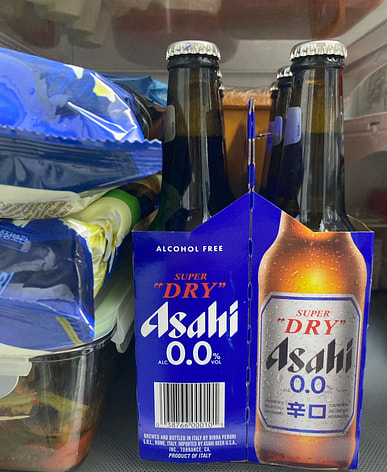 ALCOHOL FREE
SUPER
"DRY"
Asahi
ALC 0.0% VOL
BREWED AND BOTTLED IN ITALY BY BIRRA PERONI
S.R.L., ROME, ITALY. IMPORTED BY ASAHI BEER U.S.A.,
INC., TORRANCE, CA.
PRODUCT OF ITALY
SUPER
"DRY"
Asahi
0.0%
辛口